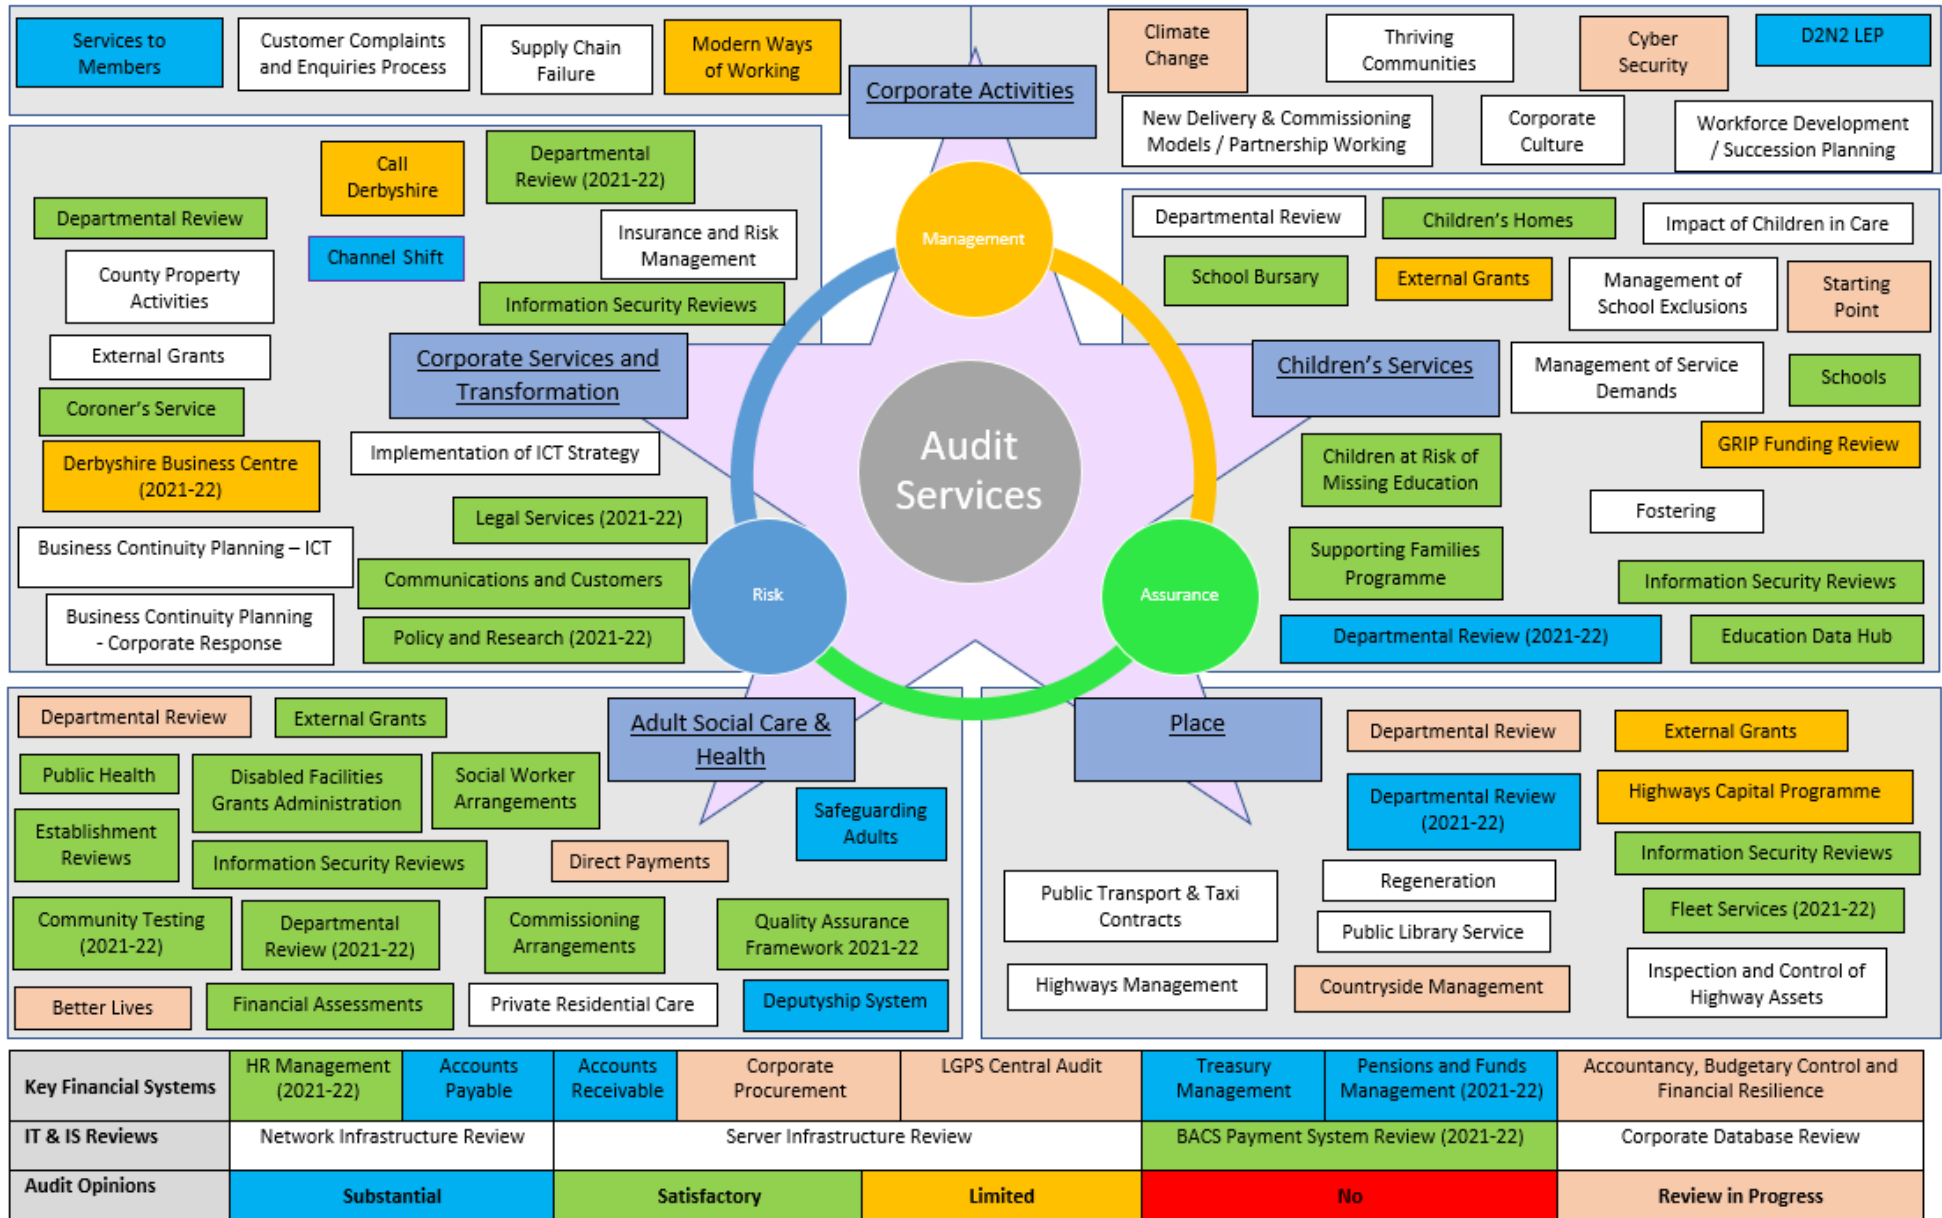 Services to
Members
Customer Complaints
and Enquiries Process
Supply Chain
Failure
Modern Ways
of Working
Corporate Activities
Climate
Change
Thriving
Communities
Cyber
Security
D2N2 LEP
New Delivery & Commissioning
Models / Partnership Working
Corporate
Culture
Workforce Development
/ Succession Planning
Call
Derbyshire
Departmental
Review (2021-22)
Departmental Review
Channel Shift
Insurance and Risk
Management
County Property
Activities
Information Security Reviews
External Grants
Corporate Services and
Transformation
Coroner's Service
Implementation of ICT Strategy
Derbyshire Business Centre
(2021-22)
Legal Services (2021-22)
Business Continuity Planning – ICT
Communications and Customers
Business Continuity Planning
- Corporate Response
Policy and Research (2021-22)
Management
Audit
Services
Risk
Assurance
Departmental Review
Children's Homes
Impact of Children in Care
School Bursary
External Grants
Management of
School Exclusions
Starting
Point
Children's Services
Management of Service
Demands
Schools
GRIP Funding Review
Children at Risk of
Missing Education
Fostering
Supporting Families
Programme
Information Security Reviews
Departmental Review (2021-22)
Education Data Hub
Departmental Review
External Grants
Adult Social Care &
Health
Public Health
Disabled Facilities
Grants Administration
Social Worker
Arrangements
Safeguarding
Adults
Establishment
Reviews
Information Security Reviews
Direct Payments
Community Testing
(2021-22)
Departmental
Review (2021-22)
Commissioning
Arrangements
Quality Assurance
Framework 2021-22
Better Lives
Financial Assessments
Private Residential Care
Deputyship System
Place
Departmental Review
External Grants
Departmental Review
(2021-22)
Highways Capital Programme
Information Security Reviews
Regeneration
Public Transport & Taxi
Contracts
Fleet Services (2021-22)
Public Library Service
Highways Management
Countryside Management
Inspection and Control of
Highway Assets
Key Financial Systems
HR Management
(2021-22)
Accounts
Payable
Accounts
Receivable
Corporate
Procurement
LGPS Central Audit
Treasury
Management
Pensions and Funds
Management (2021-22)
Accountancy, Budgetary Control and
Financial Resilience
IT & IS Reviews
Network Infrastructure Review
Server Infrastructure Review
BACS Payment System Review (2021-22)
Corporate Database Review
Audit Opinions
Substantial
Satisfactory
Limited
No
Review in Progress